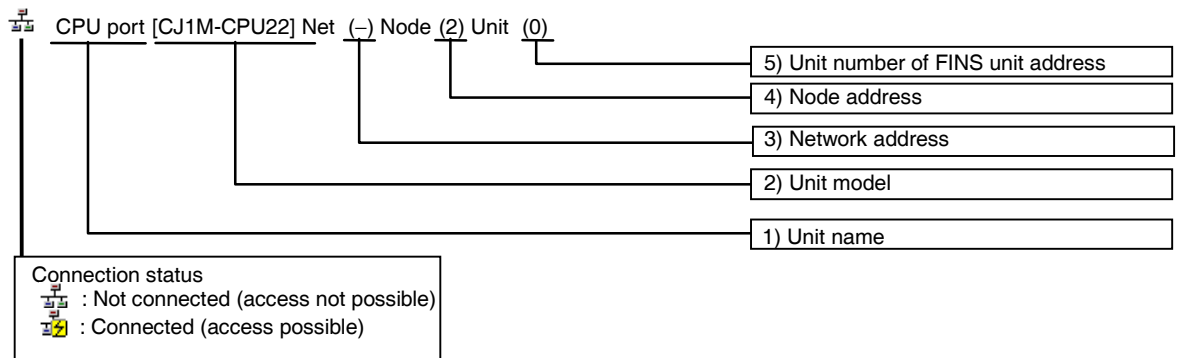 CPU port [CJ1M-CPU22] Net (–) Node (2) Unit (0)
5) Unit number of FINS unit address
4) Node address
3) Network address
2) Unit model
1) Unit name
Connection status
: Not connected (access not possible)
: Connected (access possible)